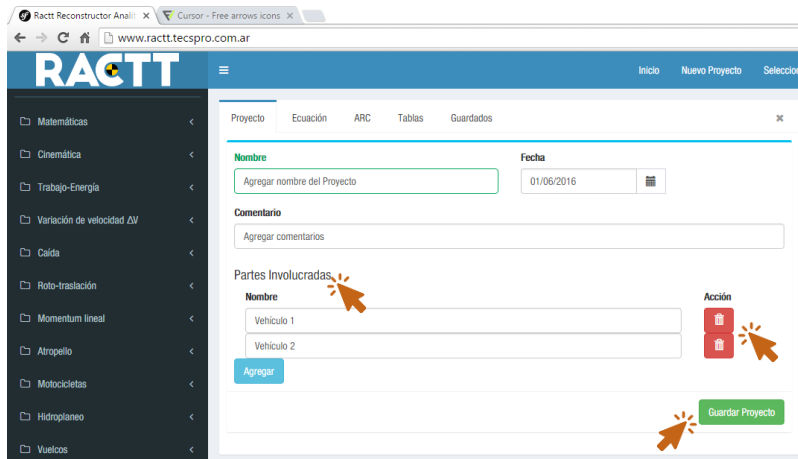 Ractt Reconstructor Analí
Cursor - Free arrows icons
www.ractt.tecspro.com.ar
RACTT
Inicio Nuevo Proyecto Seleccion
Matemáticas
Cinemática
Trabajo-Energía
Variación de velocidad ΔV
Caída
Roto-traslación
Momentum lineal
Atropello
Motocicletas
Hidroplaneo
Vuelcos
Proyecto Ecuación ARC Tablas Guardados
Nombre Fecha
Agregar nombre del Proyecto 01/06/2016
Comentario
Agregar comentarios
Partes Involucradas
Nombre Acción
Vehículo 1
Vehículo 2
Agregar
Guardar Proyecto